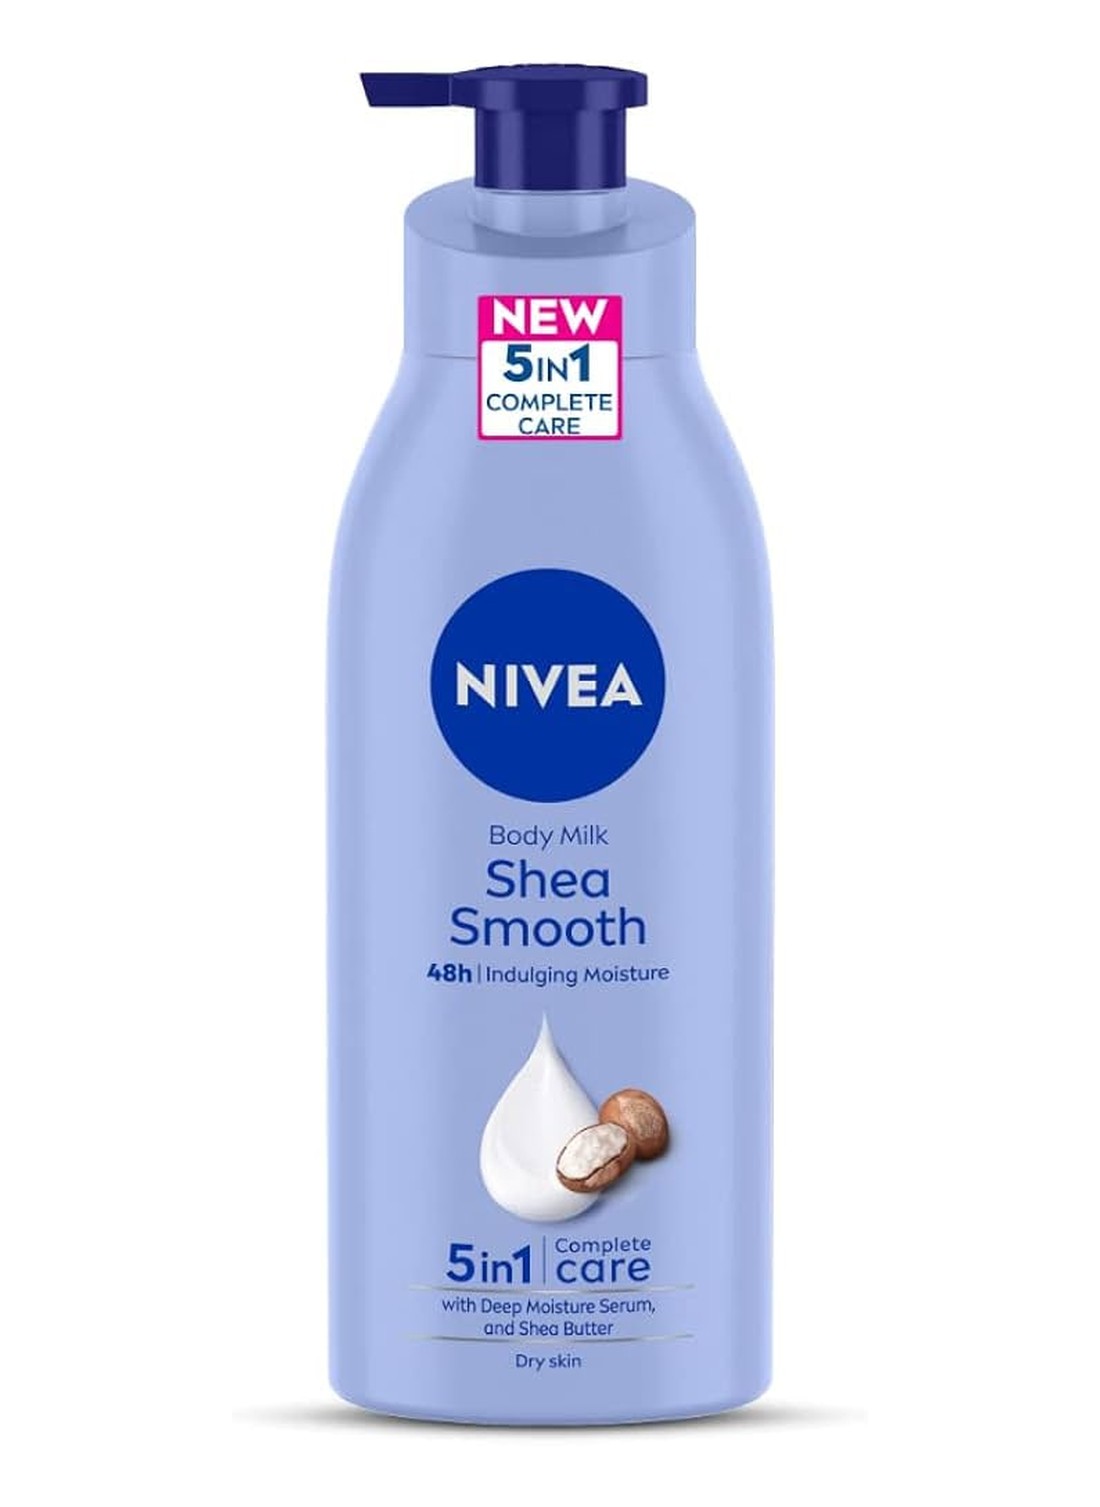 NEW
5IN1
COMPLETE
CARE
NIVEA
Body Milk
Shea
Smooth
48h | Indulging Moisture
5in1 | Complete care
with Deep Moisture Serum,
and Shea Butter
Dry skin